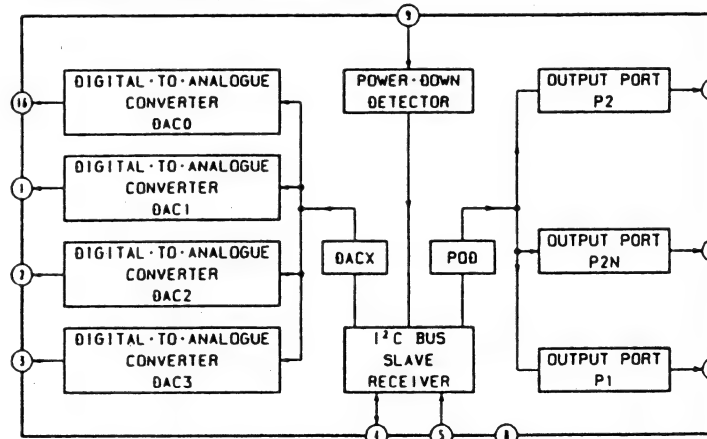 9
DIGITAL·TO·ANALOGUE
CONVERTER
DAC0
16
POWER·DOWN
DETECTOR
OUTPUT PORT
P2
DIGITAL·TO·ANALOGUE
CONVERTER
DAC1
1
DACX
POD
OUTPUT PORT
P2N
DIGITAL·TO·ANALOGUE
CONVERTER
DAC2
2
I²C BUS
SLAVE
RECEIVER
DIGITAL·TO·ANALOGUE
CONVERTER
DAC3
3
OUTPUT PORT
P1
4
5
8